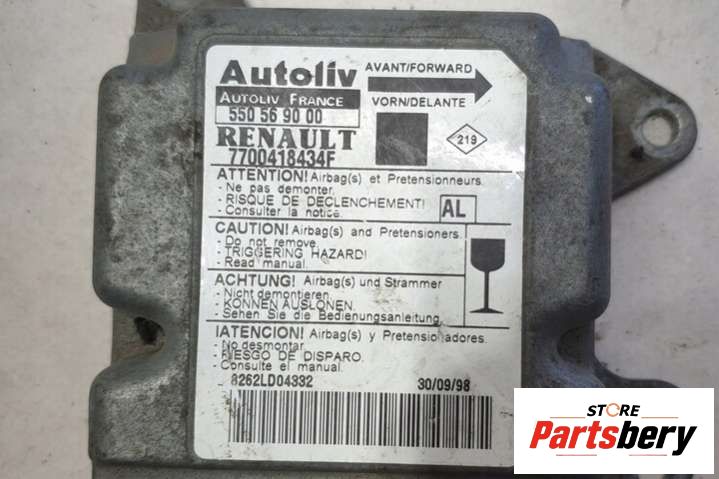 Autoliv
AUTOLIV FRANCE
550 56 90 00
RENAULT
7700418434F
AVANT/FORWARD
VORN/DELANTE
219
ATTENTION! Airbag(s) et Pretensionneurs.
- Ne pas demonter.
- RISQUE DE DECLENCHEMENT!
- Consulter la notice.
AL
CAUTION! Airbag(s) and Pretensioners.
- Do not remove.
- TRIGGERING HAZARD!
- Read manual.
ACHTUNG! Airbag(s) und Strammer
- Nicht demontieren.
- KONNEN AUSLONEN.
- Sehen Sie die Bedienungsanleitung.
IATENCION! Airbag(s) y Pretensionadores.
- No desmontar.
- RIESGO DE DISPARO.
- Consulte el manual.
8262LD04332
30/09/98
STORE
Partsbery